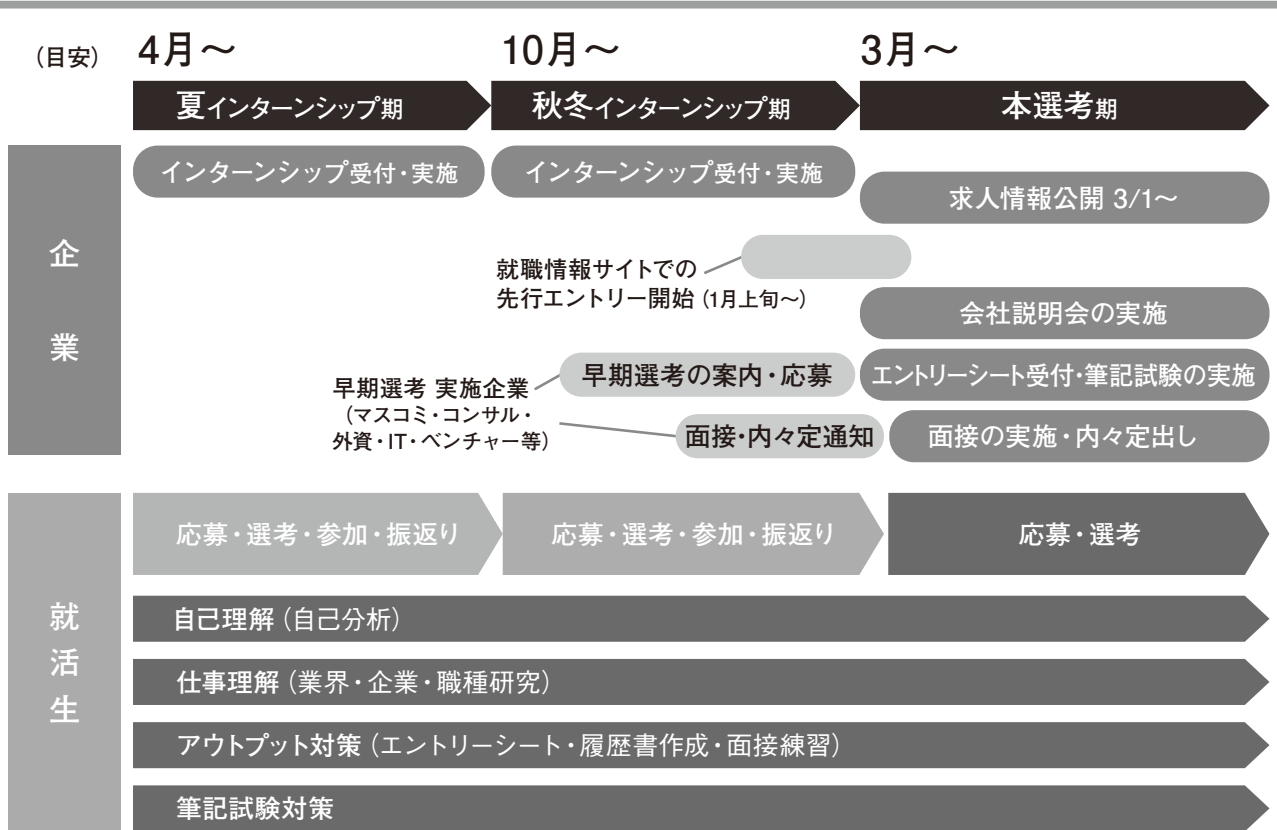 (目安)
4月〜
10月〜
3月〜
夏インターンシップ期
秋冬インターンシップ期
本選考期
企業
インターンシップ受付・実施
インターンシップ受付・実施
求人情報公開 3/1〜
就職情報サイトでの
先行エントリー開始 (1月上旬〜)
会社説明会の実施
早期選考 実施企業
(マスコミ・コンサル・
外資・IT・ベンチャー等)
早期選考の案内・応募
エントリーシート受付・筆記試験の実施
面接・内々定通知
面接の実施・内々定出し
就活生
応募・選考・参加・振返り
応募・選考・参加・振返り
応募・選考
自己理解 (自己分析)
仕事理解 (業界・企業・職種研究)
アウトプット対策 (エントリーシート・履歴書作成・面接練習)
筆記試験対策